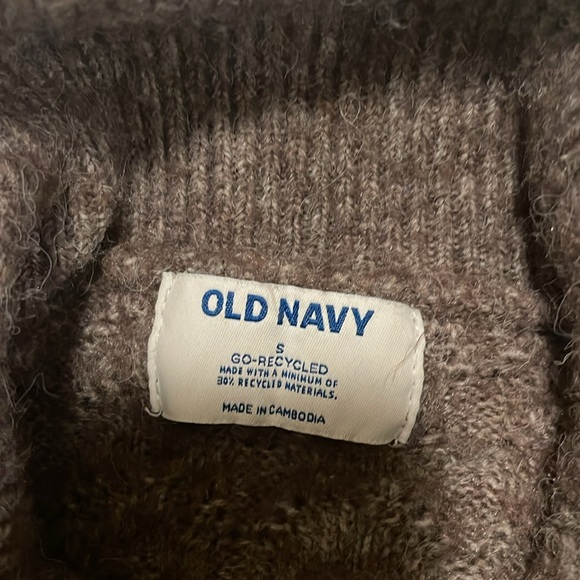 OLD NAVY
S
GO-RECYCLED
MADE WITH A MINIMUM OF
30% RECYCLED MATERIALS.
MADE IN CAMBODIA